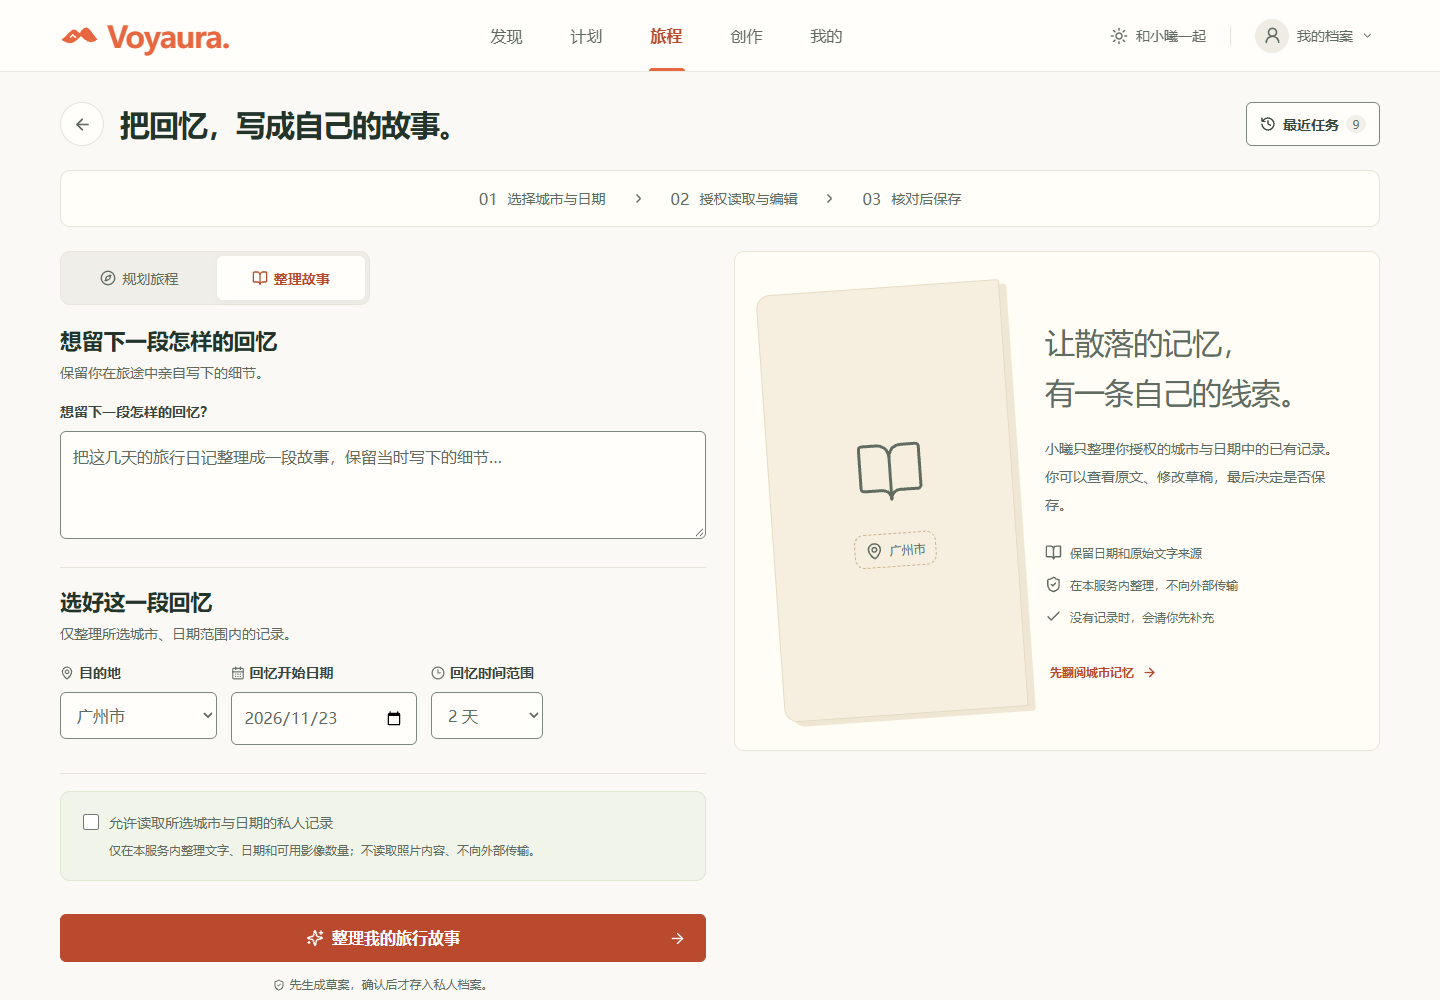 Voyaura.
发现
计划
旅程
创作
我的
和小曦一起
我的档案
把回忆，写成自己的故事。
最近任务 9
01 选择城市与日期
02 授权读取与编辑
03 核对后保存
规划旅程
整理故事
想留下一段怎样的回忆
保留你在旅途中亲自写下的细节。
想留下一段怎样的回忆?
把这几天的旅行日记整理成一段故事，保留当时写下的细节...
选好这一段回忆
仅整理所选城市、日期范围内的记录。
目的地
回忆开始日期
回忆时间范围
广州市
2026/11/23
2 天
允许读取所选城市与日期的私人记录
仅在本服务内整理文字、日期和可用影像数量；不读取照片内容、不向外部传输。
整理我的旅行故事
先生成草案，确认后才存入私人档案。
广州市
让散落的记忆，
有一条自己的线索。
小曦只整理你授权的城市与日期中的已有记录。
你可以查看原文、修改草稿，最后决定是否保
存。
保留日期和原始文字来源
在本服务内整理，不向外部传输
没有记录时，会请你先补充
先翻阅城市记忆